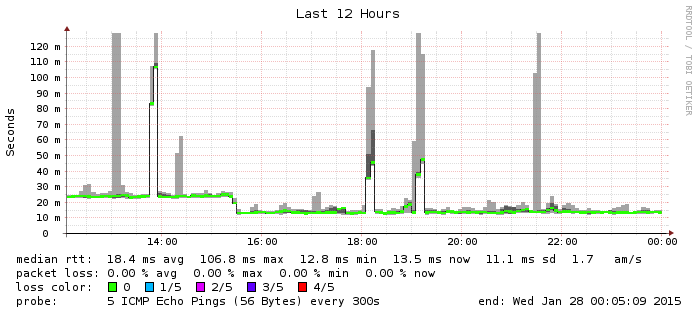 Last 12 Hours
RRDTOOL / TOBI OETIKER
Seconds
120 m
110 m
100 m
90 m
80 m
70 m
60 m
50 m
40 m
30 m
20 m
10 m
0
14:00 16:00 18:00 20:00 22:00 00:00
median rtt: 18.4 ms avg 106.8 ms max 12.8 ms min 13.5 ms now 11.1 ms sd 1.7 am/s
packet loss: 0.00 % avg 0.00 % max 0.00 % min 0.00 % now
loss color: 0 1/5 2/5 3/5 4/5
probe: 5 ICMP Echo Pings (56 Bytes) every 300s end: Wed Jan 28 00:05:09 2015